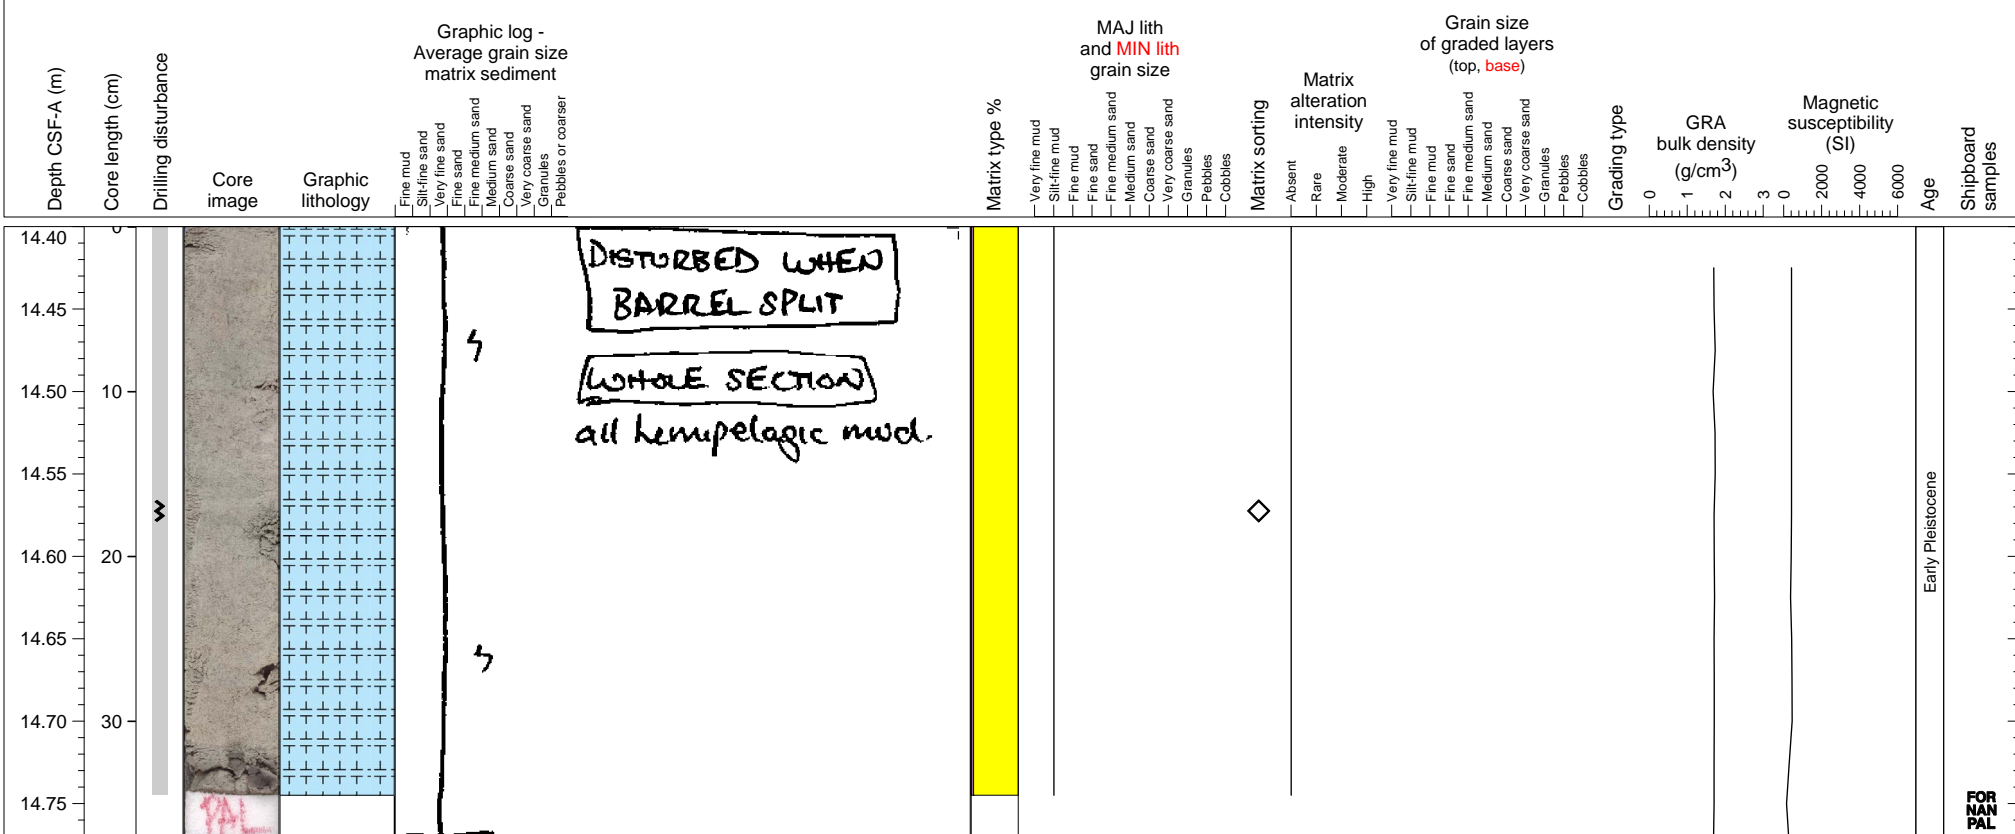 Depth CSF-A (m)
Core length (cm)
Drilling disturbance
Core
image
Graphic
lithology
Graphic log -
Average grain size
matrix sediment
Fine mud
Silt-fine sand
Very fine sand
Fine sand
Fine medium sand
Medium sand
Coarse sand
Very coarse sand
Granules
Pebbles or coarser
Matrix type %
MAJ lith
and MIN lith
grain size
Very fine mud
Silt-fine mud
Fine mud
Fine sand
Fine medium sand
Medium sand
Coarse sand
Very coarse sand
Granules
Pebbles
Cobbles
Matrix sorting
Matrix
alteration
intensity
Absent
Rare
Moderate
High
Grain size
of graded layers
(top, base)
Very fine mud
Silt-fine mud
Fine mud
Fine sand
Fine medium sand
Medium sand
Coarse sand
Very coarse sand
Granules
Pebbles
Cobbles
Grading type
GRA
bulk density
(g/cm3)
0 1 2 3
Magnetic
susceptibility
(SI)
0 2000 4000 6000
Age
Shipboard
samples
14.40
14.45
14.50
14.55
14.60
14.65
14.70
14.75
0
10
20
30
DISTURBED WHEN
BARREL SPLIT
WHOLE SECTION
all hemipelagic mud.
Early Pleistocene
PAL
FOR
NAN
PAL